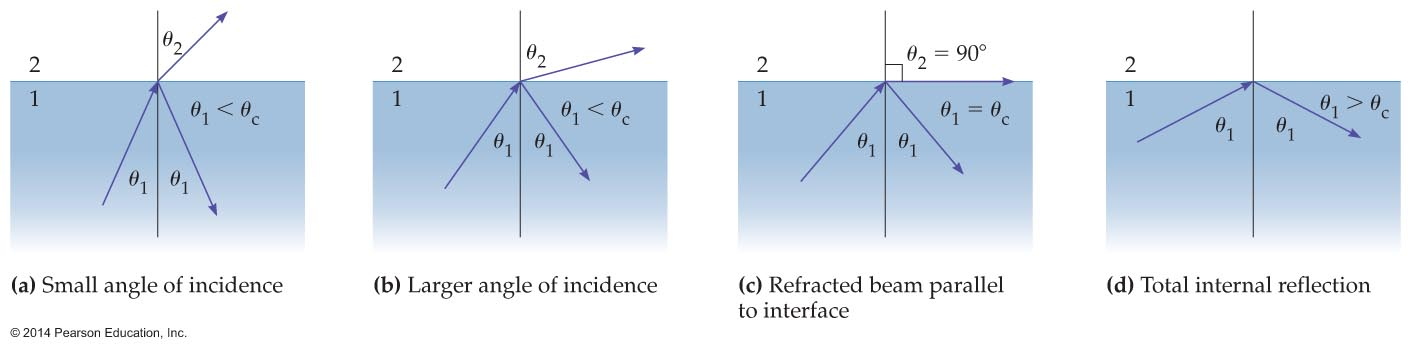 θ2
2
1
θ1 < θc
θ1 θ1
(a) Small angle of incidence
θ2
2
1
θ1 < θc
θ1 θ1
(b) Larger angle of incidence
θ2 = 90°
2
1
θ1 = θc
θ1 θ1
(c) Refracted beam parallel
to interface
2
1
θ1 > θc
θ1 θ1
(d) Total internal reflection
© 2014 Pearson Education, Inc.